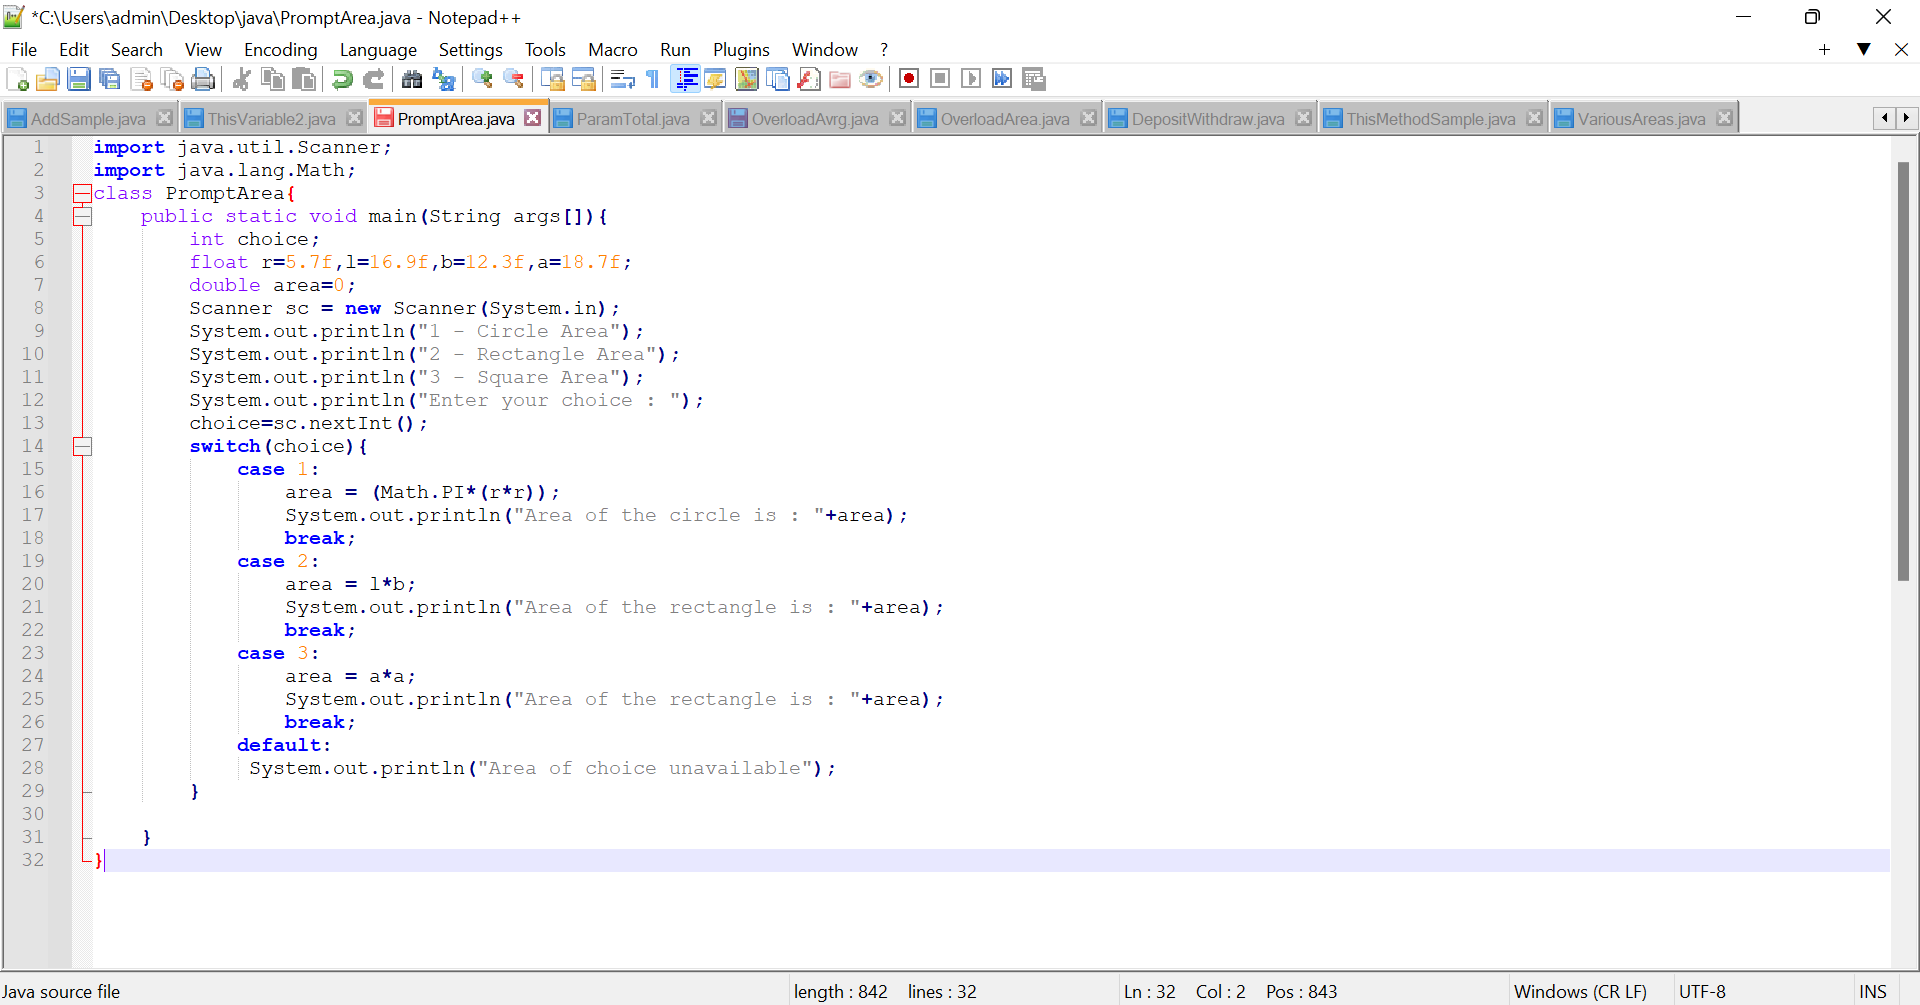 *C:\Users\admin\Desktop\java\PromptArea.java - Notepad++
File Edit Search View Encoding Language Settings Tools Macro Run Plugins Window ?
AddSample.java ThisVariable2.java PromptArea.java ParamTotal.java OverloadAvrg.java OverloadArea.java DepositWithdraw.java ThisMethodSample.java VariousAreas.java
1 import java.util.Scanner;
2 import java.lang.Math;
3 class PromptArea{
4     public static void main(String args[]){
5         int choice;
6         float r=5.7f,l=16.9f,b=12.3f,a=18.7f;
7         double area=0;
8         Scanner sc = new Scanner(System.in);
9         System.out.println("1 - Circle Area");
10         System.out.println("2 - Rectangle Area");
11         System.out.println("3 - Square Area");
12         System.out.println("Enter your choice : ");
13         choice=sc.nextInt();
14         switch(choice){
15             case 1:
16                 area = (Math.PI*(r*r));
17                 System.out.println("Area of the circle is : "+area);
18                 break;
19             case 2:
20                 area = l*b;
21                 System.out.println("Area of the rectangle is : "+area);
22                 break;
23             case 3:
24                 area = a*a;
25                 System.out.println("Area of the rectangle is : "+area);
26                 break;
27             default:
28              System.out.println("Area of choice unavailable");
29         }
30
31     }
32 }
Java source file length : 842 lines : 32 Ln : 32 Col : 2 Pos : 843 Windows (CR LF) UTF-8 INS